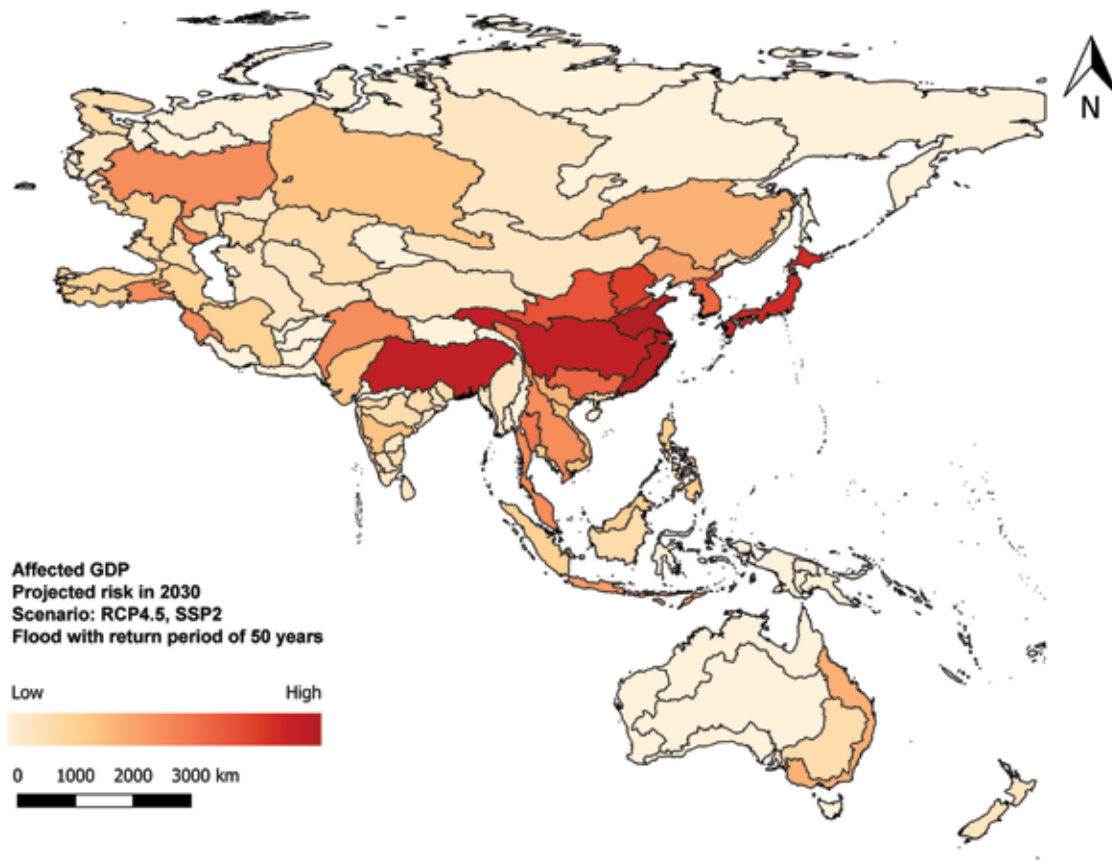 N
Affected GDP
Projected risk in 2030
Scenario: RCP4.5, SSP2
Flood with return period of 50 years
Low High
0 1000 2000 3000 km